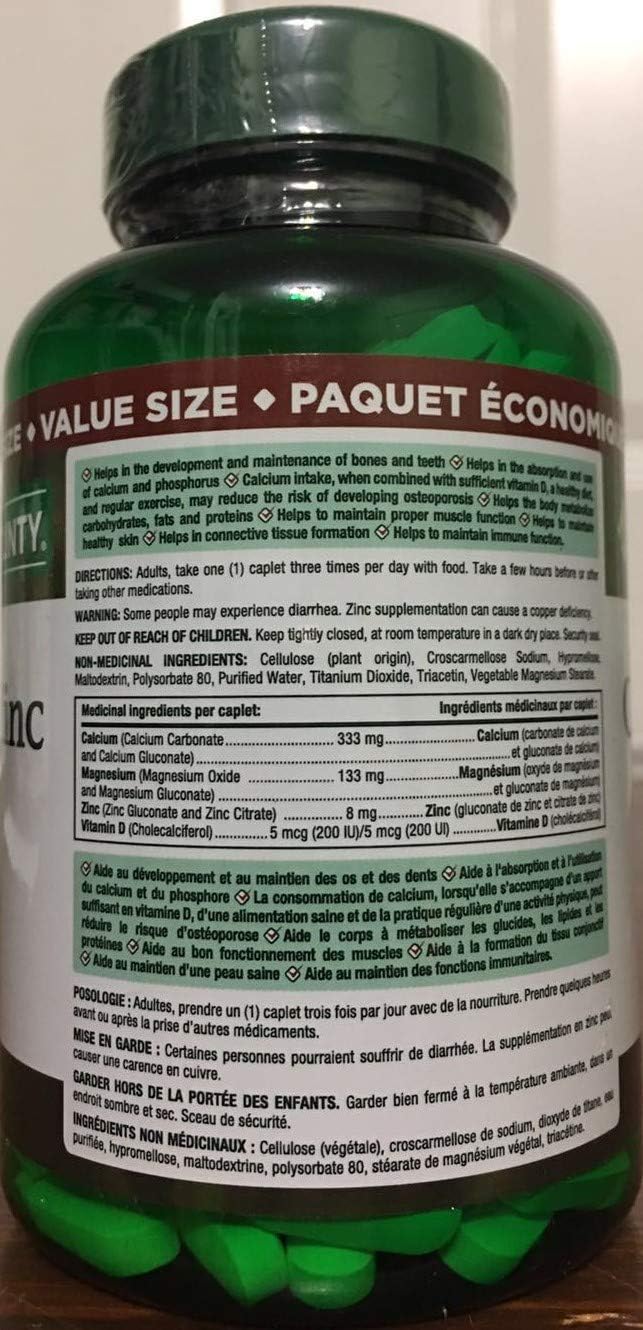 ZE ◆ VALUE SIZE ◆ PAQUET ÉCONOMIQ
NTY®
inc
Helps in the development and maintenance of bones and teeth Helps in the absorption and use
of calcium and phosphorus Calcium intake, when combined with sufficient vitamin D, a healthy diet,
and regular exercise, may reduce the risk of developing osteoporosis Helps the body metabolize
carbohydrates, fats and proteins Helps to maintain proper muscle function Helps to maintain
healthy skin Helps in connective tissue formation Helps to maintain immune function.
DIRECTIONS: Adults, take one (1) caplet three times per day with food. Take a few hours before or after
taking other medications.
WARNING: Some people may experience diarrhea. Zinc supplementation can cause a copper deficiency.
KEEP OUT OF REACH OF CHILDREN. Keep tightly closed, at room temperature in a dark dry place. Security seal.
NON-MEDICINAL INGREDIENTS: Cellulose (plant origin), Croscarmellose Sodium, Hypromellose,
Maltodextrin, Polysorbate 80, Purified Water, Titanium Dioxide, Triacetin, Vegetable Magnesium Stearate.
Medicinal ingredients per caplet: Ingrédients médicinaux par caplet :
Calcium (Calcium Carbonate.................... 333 mg...................... Calcium (carbonate de calcium
and Calcium Gluconate)...................................................................et gluconate de calcium)
Magnesium (Magnesium Oxide .............. 133 mg..................Magnésium (oxyde de magnésium
and Magnesium Gluconate) ........................................................et gluconate de magnésium)
Zinc (Zinc Gluconate and Zinc Citrate) .............. 8 mg........... Zinc (gluconate de zinc et citrate de zinc)
Vitamin D (Cholecalciferol)............. 5 mcg (200 IU)/5 mcg (200 UI) ...........Vitamine D (cholécalciférol)
Aide au développement et au maintien des os et des dents Aide à l'absorption et à l'utilisation
du calcium et du phosphore La consommation de calcium, lorsqu'elle s'accompagne d'un apport
suffisant en vitamine D, d'une alimentation saine et de la pratique régulière d'une activité physique, peut
réduire le risque d'ostéoporose Aide le corps à métaboliser les glucides, les lipides et les
protéines Aide au bon fonctionnement des muscles Aide à la formation du tissu conjonctif
Aide au maintien d'une peau saine Aide au maintien des fonctions immunitaires.
POSOLOGIE : Adultes, prendre un (1) caplet trois fois par jour avec de la nourriture. Prendre quelques heures
avant ou après la prise d'autres médicaments.
MISE EN GARDE : Certaines personnes pourraient souffrir de diarrhée. La supplémentation en zinc peut
causer une carence en cuivre.
GARDER HORS DE LA PORTÉE DES ENFANTS. Garder bien fermé à la température ambiante, dans un
endroit sombre et sec. Sceau de sécurité.
INGRÉDIENTS NON MÉDICINAUX : Cellulose (végétale), croscarmellose de sodium, dioxyde de titane, eau
purifiée, hypromellose, maltodextrine, polysorbate 80, stéarate de magnésium végétal, triacétine.